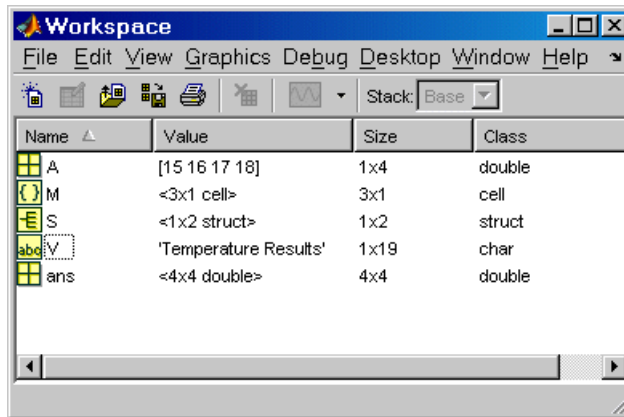 Workspace
File Edit View Graphics Debug Desktop Window Help
Stack: Base
Name Value Size Class
A [15 16 17 18] 1x4 double
{ } M <3x1 cell> 3x1 cell
S <1x2 struct> 1x2 struct
abc V 'Temperature Results' 1x19 char
ans <4x4 double> 4x4 double